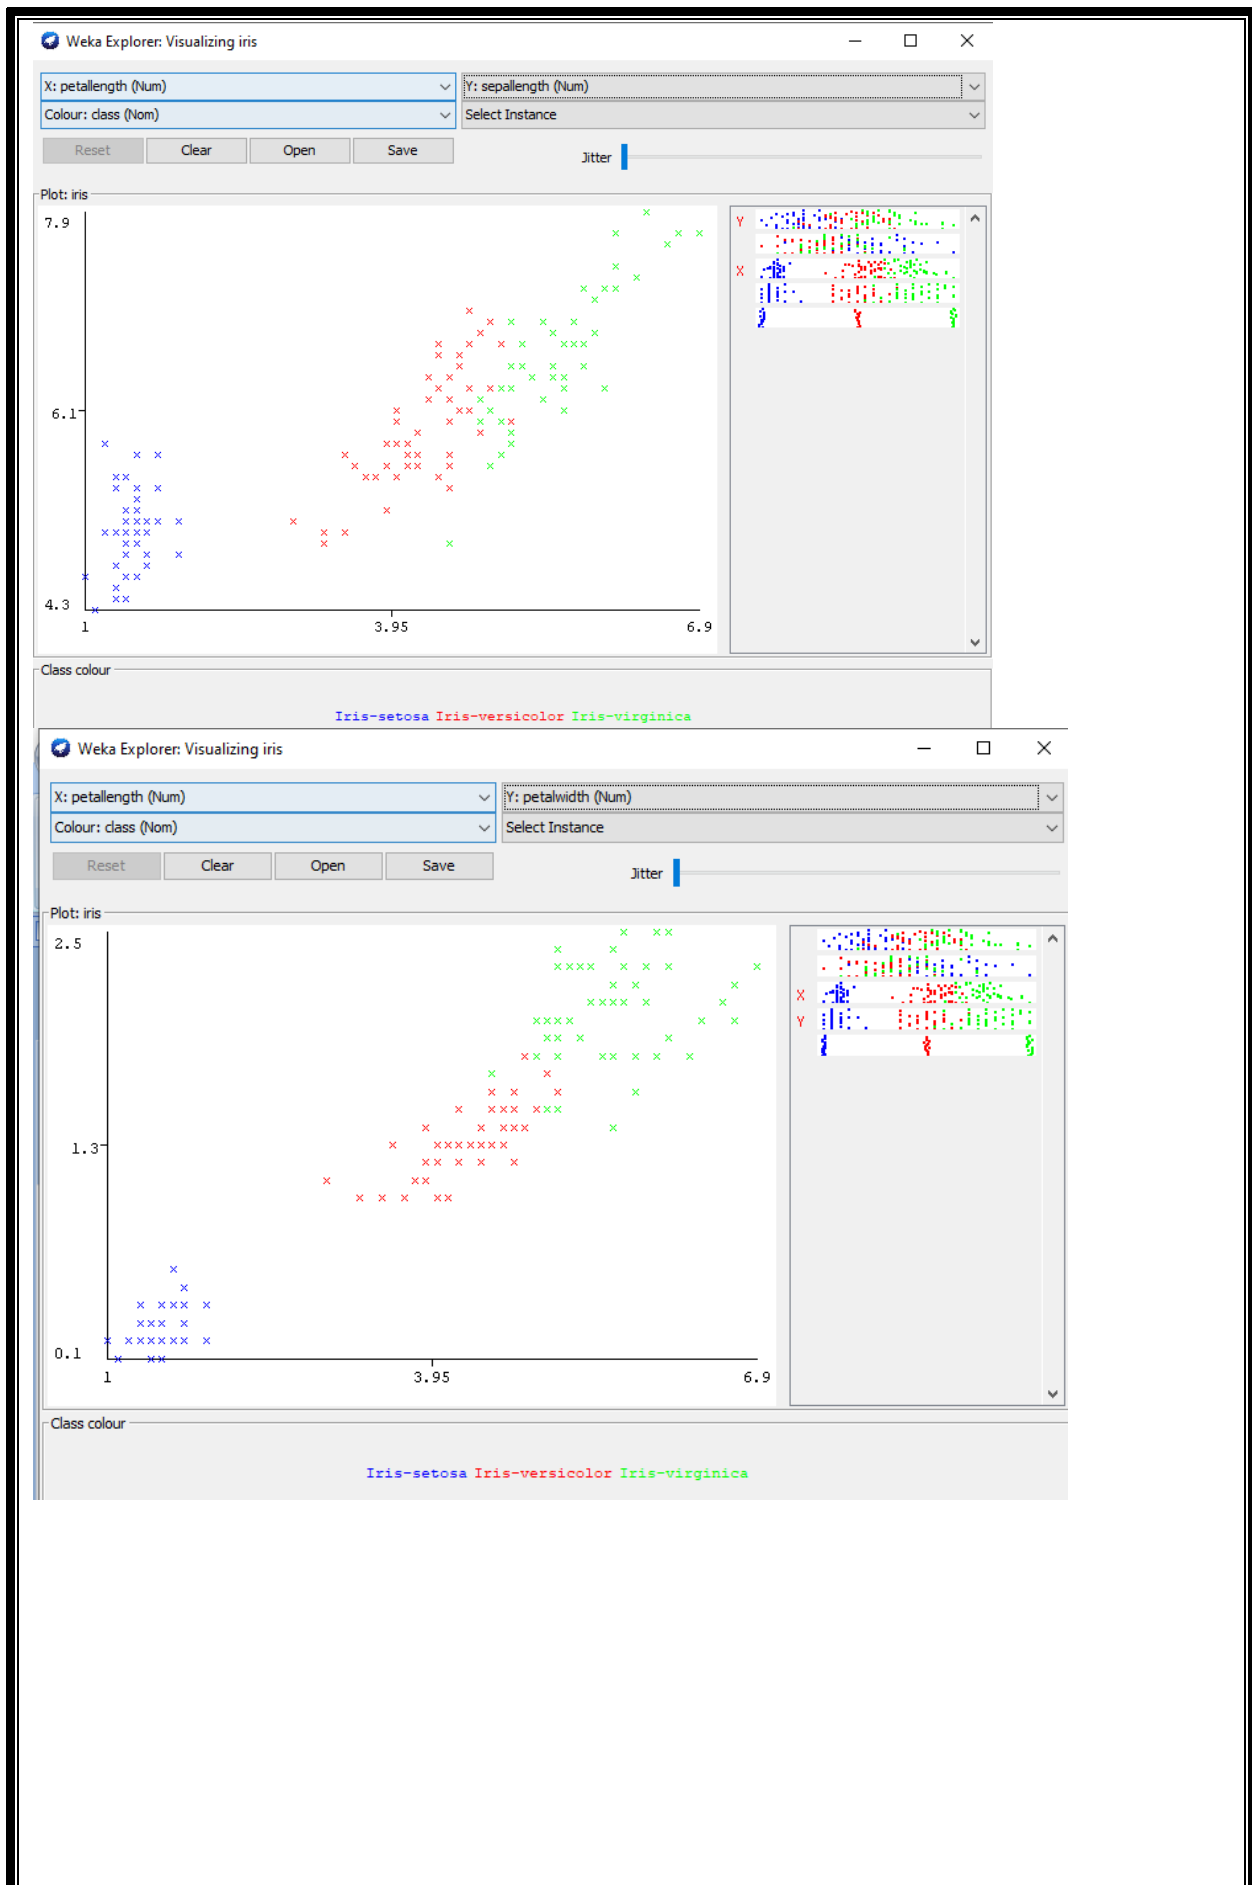 Weka Explorer: Visualizing iris
X: petallength (Num) Y: sepallength (Num)
Colour: class (Nom) Select Instance
Reset Clear Open Save Jitter
Plot: iris
7.9
Y
X
6.1
4.3
1 3.95 6.9
Class colour
Iris-setosa Iris-versicolor Iris-virginica
Weka Explorer: Visualizing iris
X: petallength (Num) Y: petalwidth (Num)
Colour: class (Nom) Select Instance
Reset Clear Open Save Jitter
Plot: iris
2.5
X
Y
1.3
0.1
1 3.95 6.9
Class colour
Iris-setosa Iris-versicolor Iris-virginica